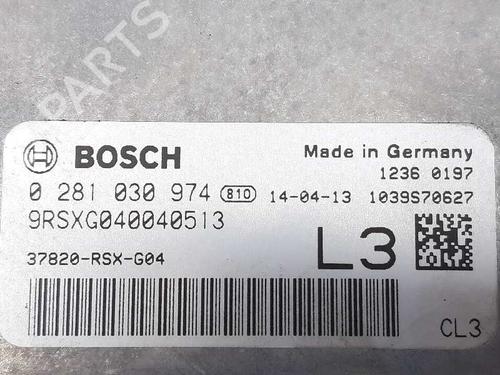 B-PARTS
BOSCH
Made in Germany
1236 0197
0 281 030 974 810 14-04-13 1039S70627
9RSXG040040513
37820-RSX-G04
L3
CL3